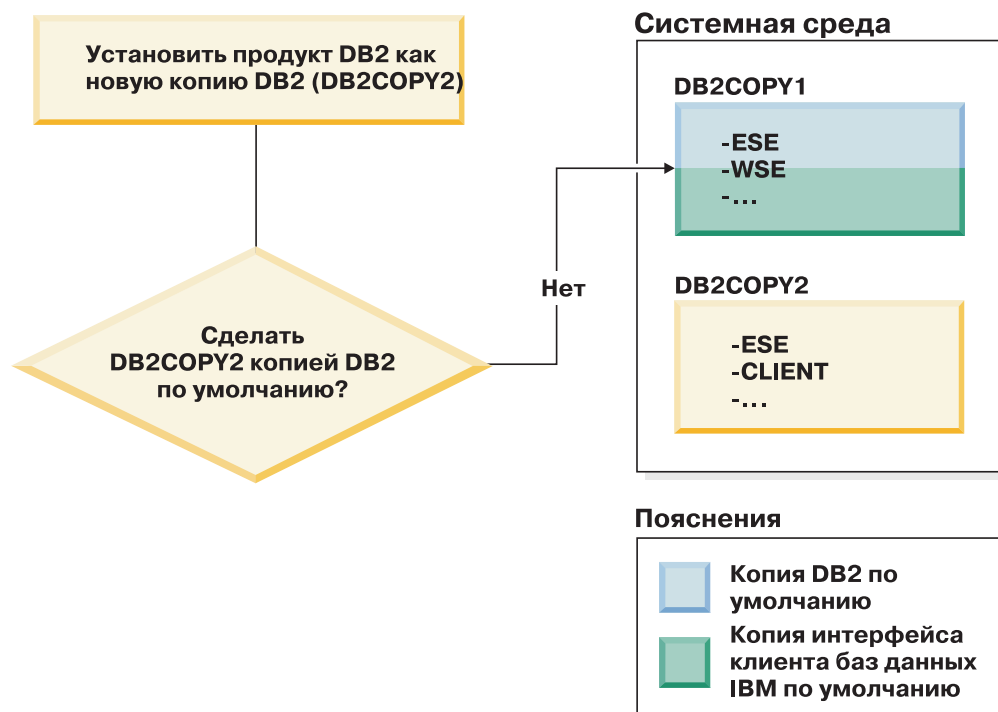 Установить продукт DB2 как
новую копию DB2 (DB2COPY2)
Сделать
DB2COPY2 копией DB2
по умолчанию?
Нет
Системная среда
DB2COPY1
-ESE
-WSE
-...
DB2COPY2
-ESE
-CLIENT
-...
Пояснения
Копия DB2 по
умолчанию
Копия интерфейса
клиента баз данных
IBM по умолчанию